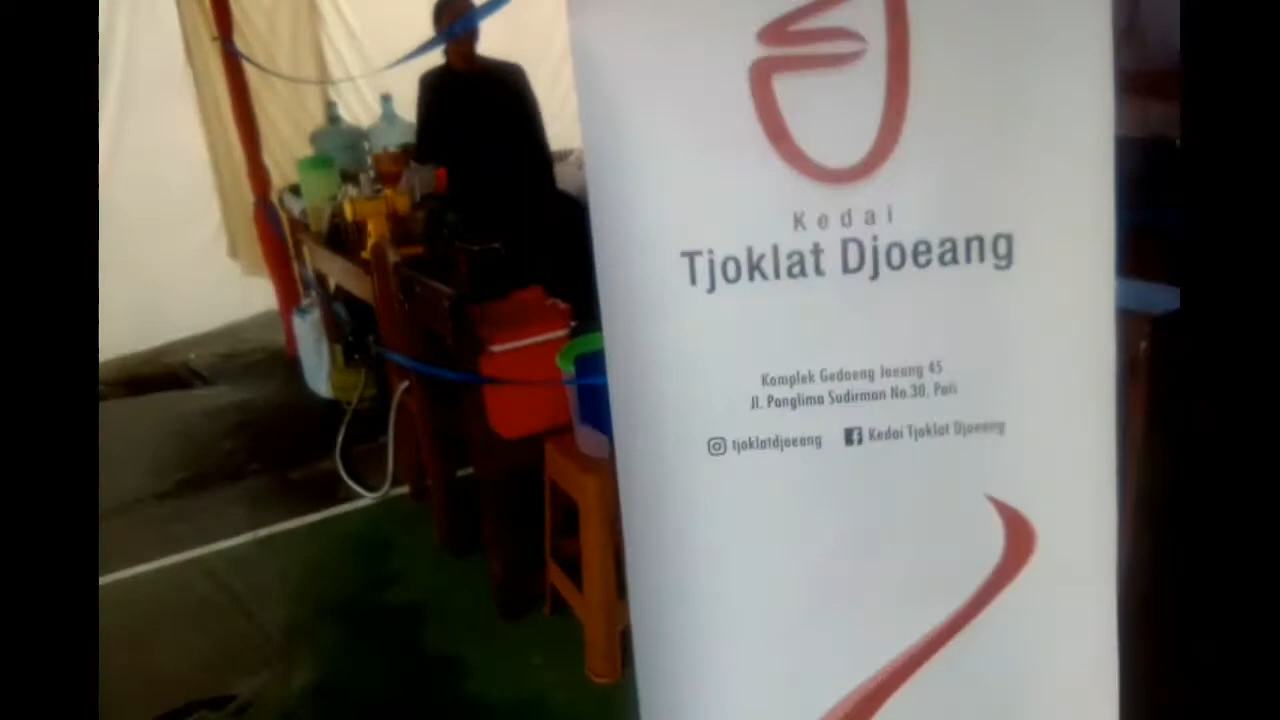 Kedai
Tjoklat Djoeang
Komplek Gedoeng Joeang 45
Jl. Panglima Sudirman No.30, Pati
tjoklatdjoeang Kedai Tjoklat Djoeang